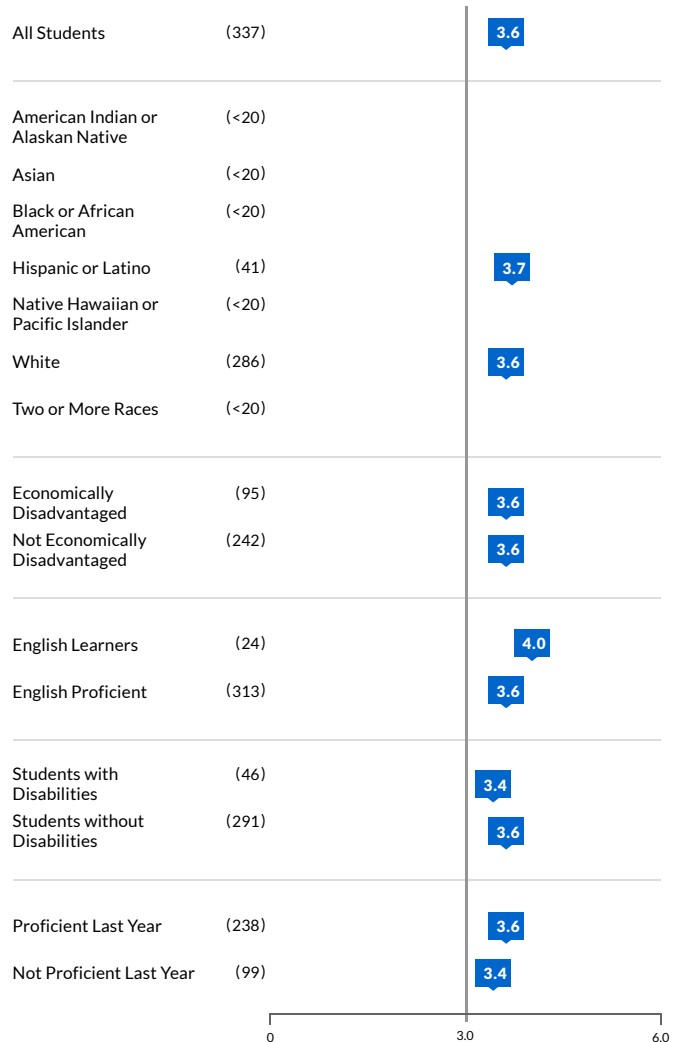 All Students (337) 3.6
American Indian or (<20)
Alaskan Native
Asian (<20)
Black or African (<20)
American
Hispanic or Latino (41) 3.7
Native Hawaiian or (<20)
Pacific Islander
White (286) 3.6
Two or More Races (<20)
Economically (95) 3.6
Disadvantaged
Not Economically (242) 3.6
Disadvantaged
English Learners (24) 4.0
English Proficient (313) 3.6
Students with (46) 3.4
Disabilities
Students without (291) 3.6
Disabilities
Proficient Last Year (238) 3.6
Not Proficient Last Year (99) 3.4
0 3.0 6.0